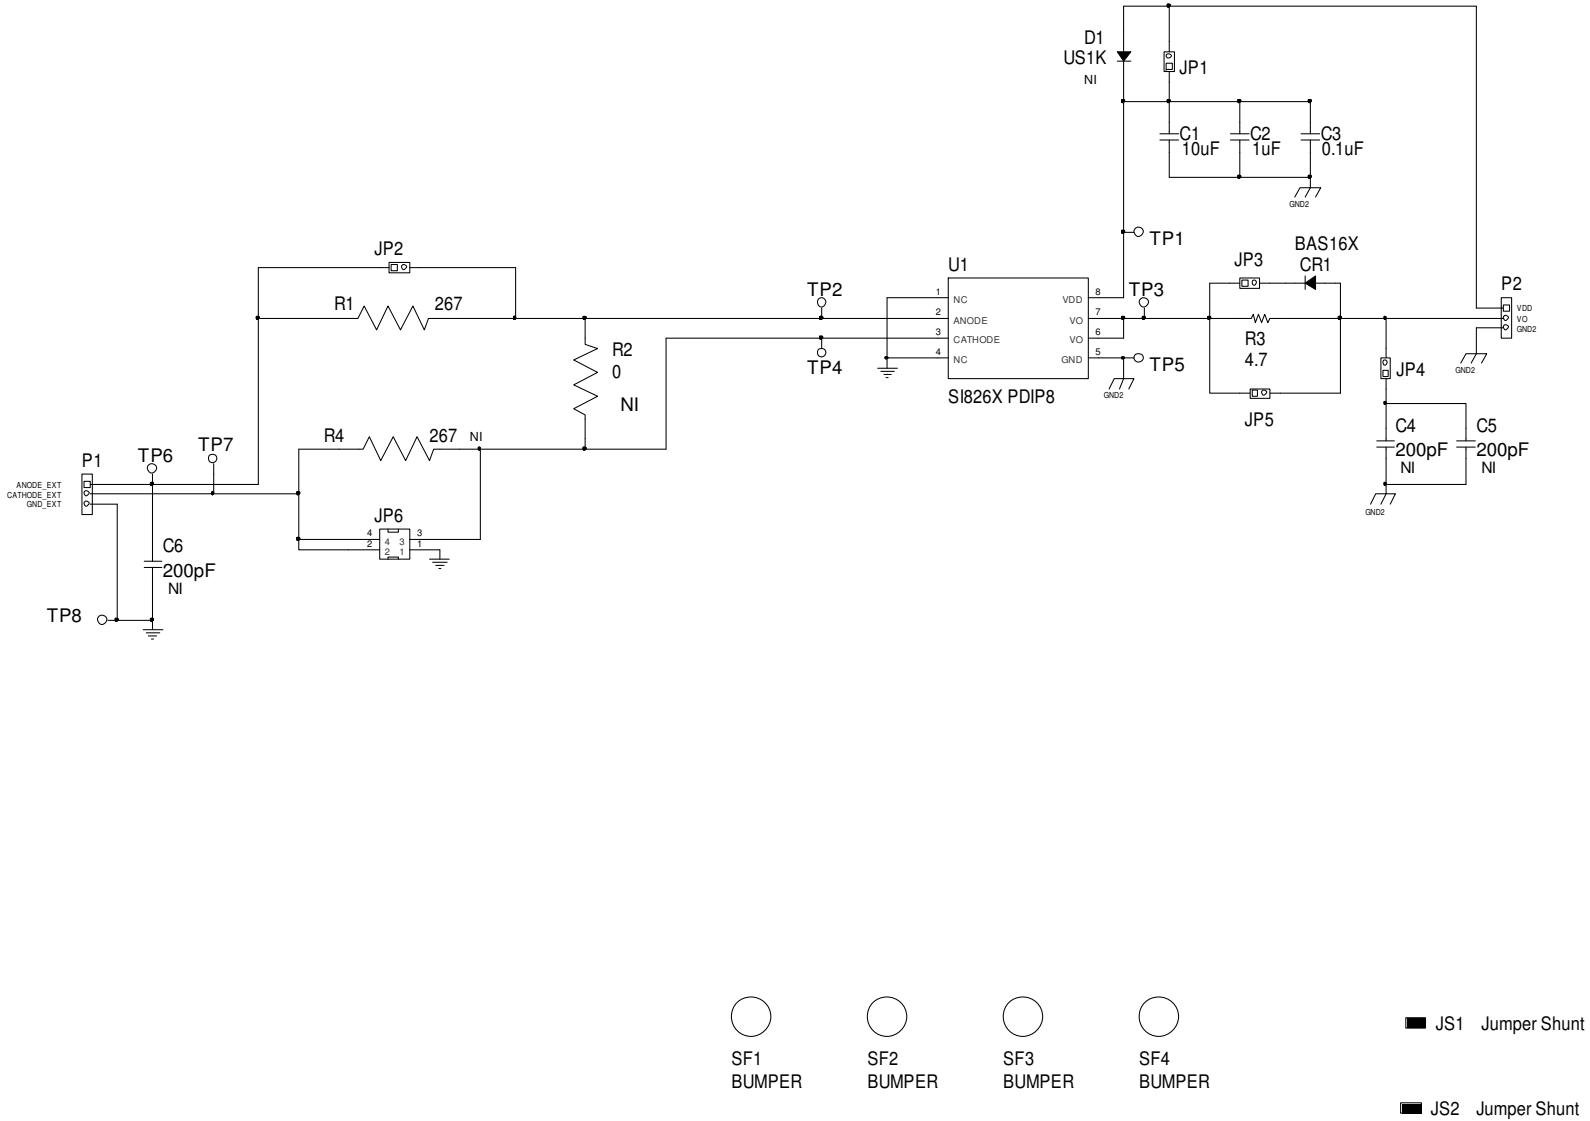 D1
US1K
NI
JP1
C1
10uF
C2
1uF
C3
0.1uF
GND2
TP1
JP2
R1
267
TP2
TP4
R2
0
NI
R4
267
NI
U1
1
NC
2
ANODE
3
CATHODE
4
NC
VDD
8
VO
7
VO
6
GND
5
SI826X PDIP8
TP3
TP5
GND2
BAS16X
CR1
JP3
R3
4.7
JP5
P2
VDD
VO
GND2
GND2
JP4
C4
200pF
NI
C5
200pF
NI
GND2
P1
ANODE_EXT
CATHODE_EXT
GND_EXT
TP6
TP7
JP6
4
2
4 3
2 1
3
1
C6
200pF
NI
TP8
SF1
BUMPER
SF2
BUMPER
SF3
BUMPER
SF4
BUMPER
JS1 Jumper Shunt
JS2 Jumper Shunt